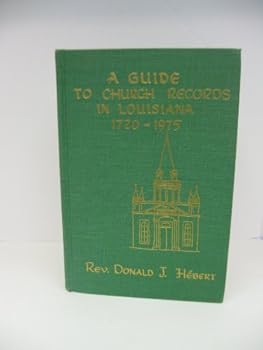 A GUIDE
TO CHURCH RECORDS
IN LOUISIANA
1720-1975
REV. DONALD J. HÉBERT